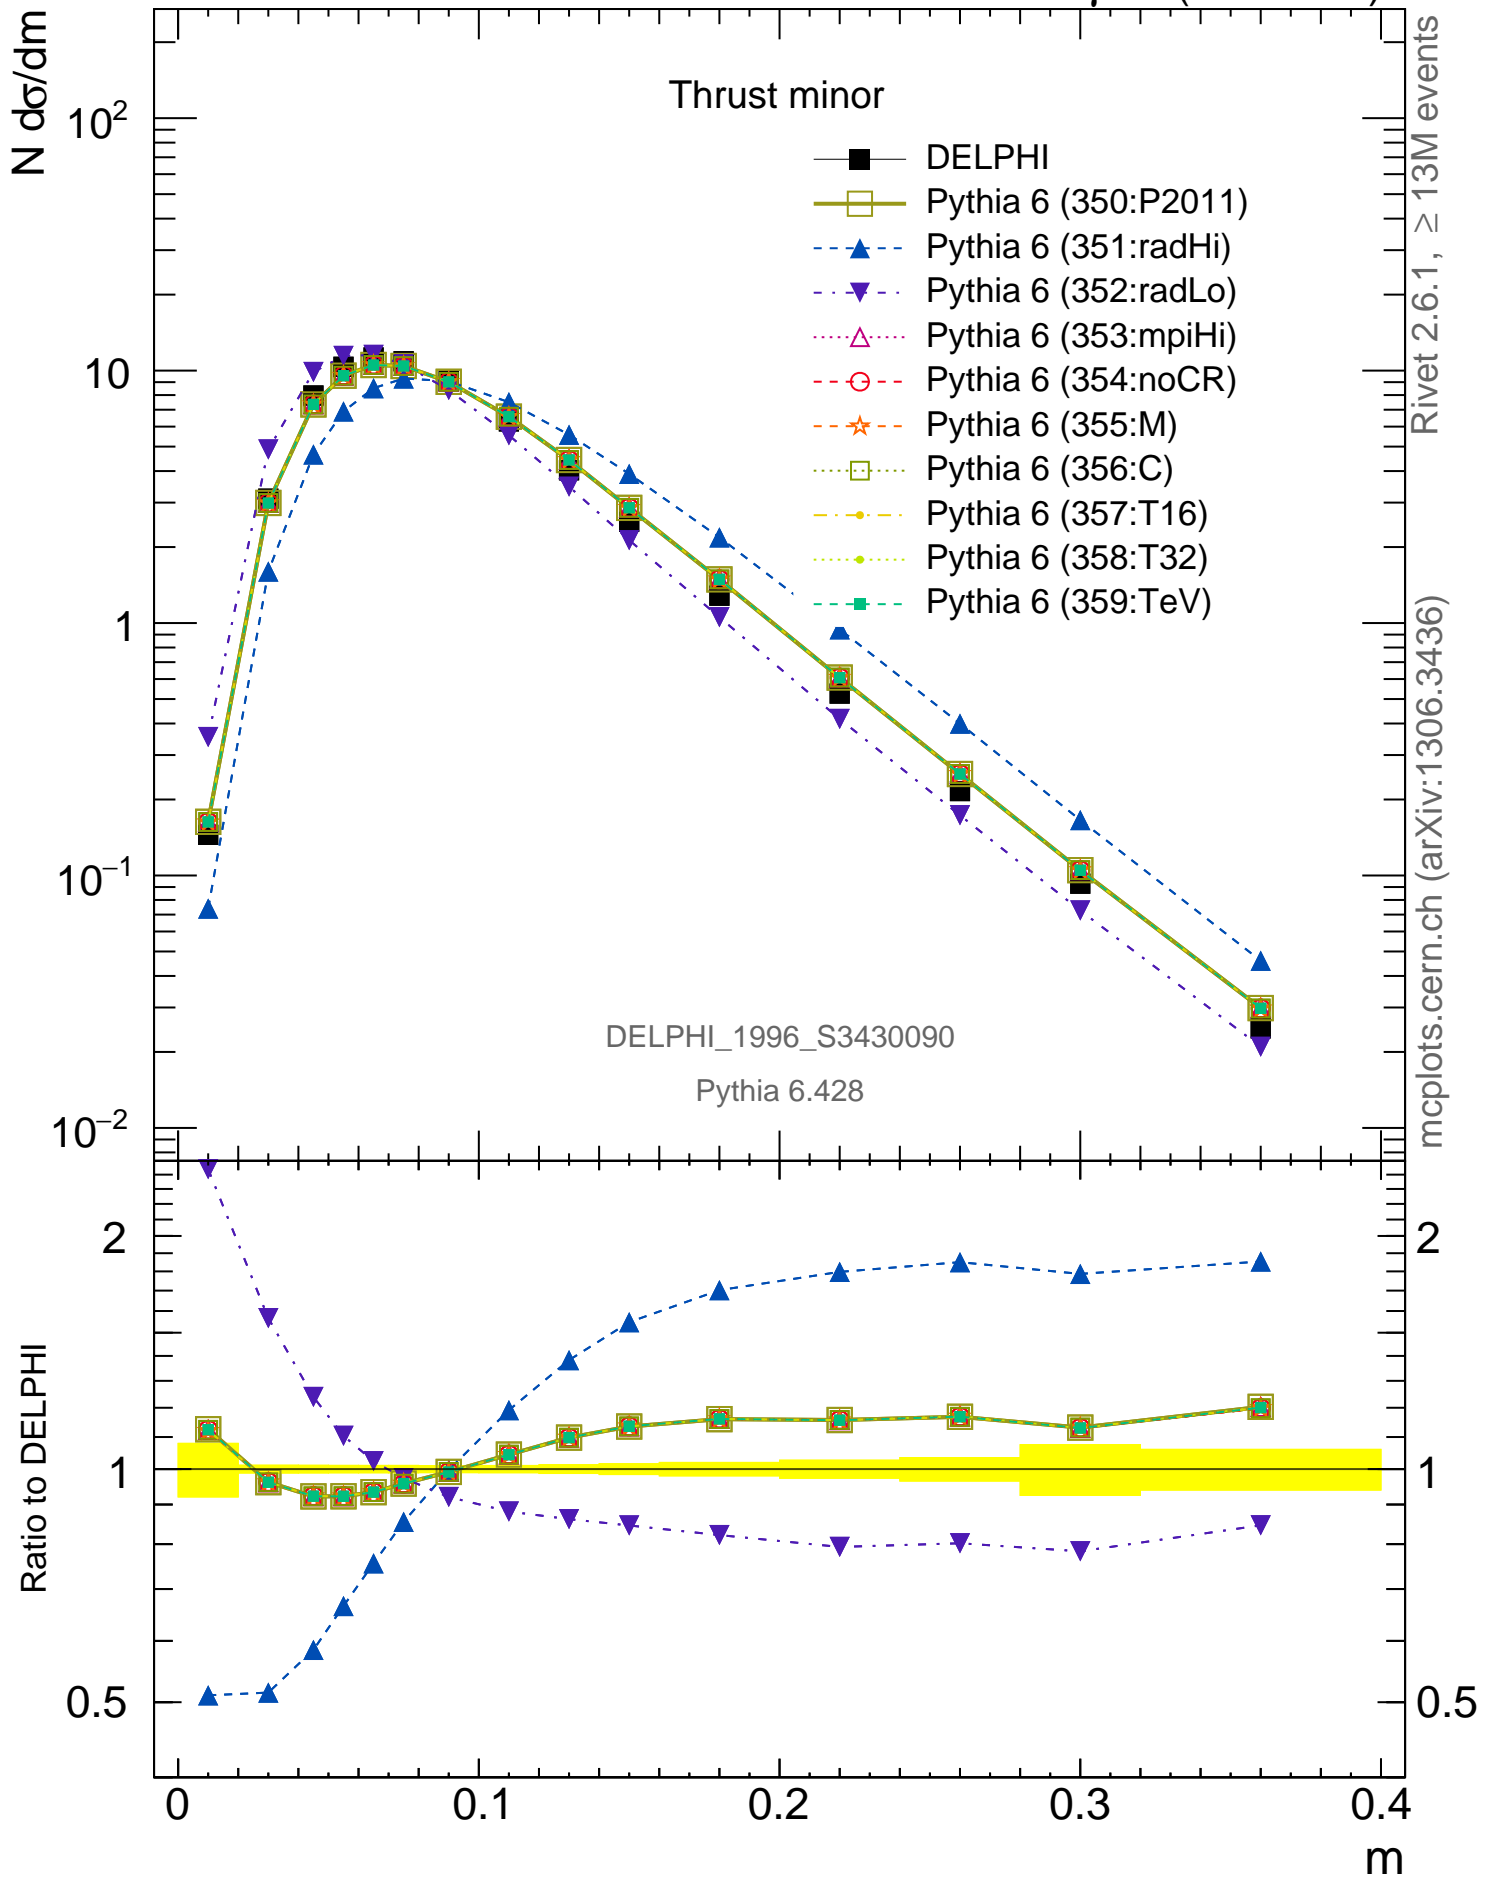 N dσ/dm
Thrust minor
DELPHI
Pythia 6 (350:P2011)
Pythia 6 (351:radHi)
Pythia 6 (352:radLo)
Pythia 6 (353:mpiHi)
Pythia 6 (354:noCR)
Pythia 6 (355:M)
Pythia 6 (356:C)
Pythia 6 (357:T16)
Pythia 6 (358:T32)
Pythia 6 (359:TeV)
10²
10
1
10⁻¹
10⁻²
DELPHI_1996_S3430090
Pythia 6.428
Rivet 2.6.1, ≥ 13M events
mcplots.cern.ch (arXiv:1306.3436)
Ratio to DELPHI
2
1
0.5
2
1
0.5
0 0.1 0.2 0.3 0.4
m